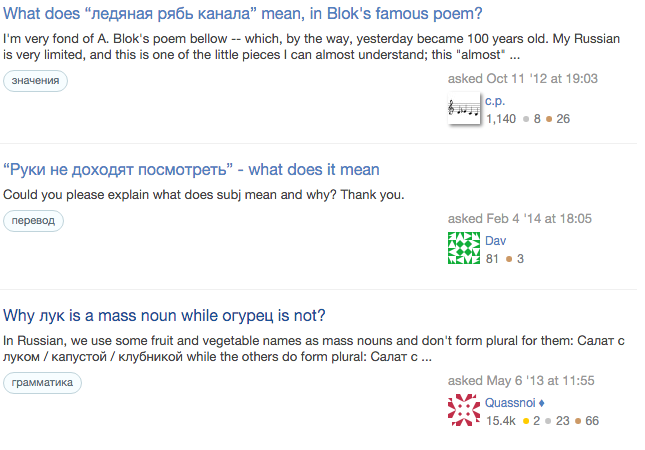 What does “ледяная рябь канала” mean, in Blok's famous poem?
I'm very fond of A. Blok's poem bellow -- which, by the way, yesterday became 100 years old. My Russian
is very limited, and this is one of the little pieces I can almost understand; this "almost" ...
значения
asked Oct 11 '12 at 19:03
c.p.
1,140 8 26
“Руки не доходят посмотреть” - what does it mean
Could you please explain what does subj mean and why? Thank you.
перевод
asked Feb 4 '14 at 18:05
Dav
81 3
Why лук is a mass noun while огурец is not?
In Russian, we use some fruit and vegetable names as mass nouns and don't form plural for them: Салат с
луком / капустой / клубникой while the others do form plural: Салат с ...
грамматика
asked May 6 '13 at 11:55
Quassnoi ♦
15.4k 2 23 66